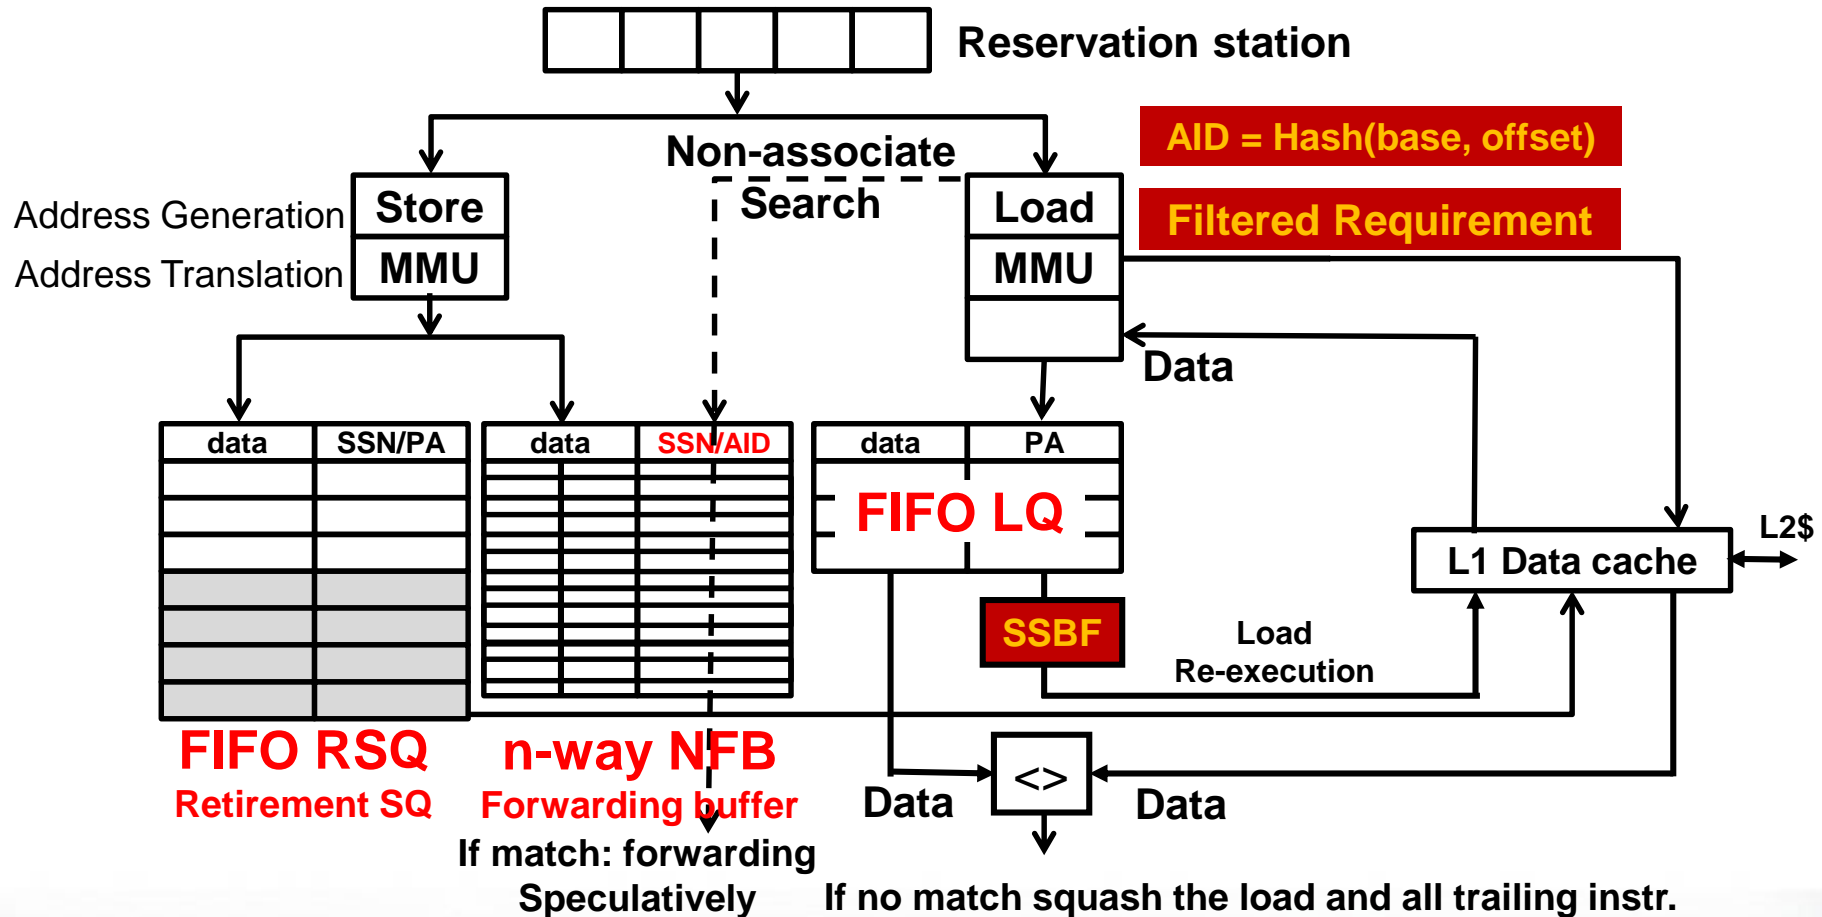 Reservation station
AID = Hash(base, offset)
Non-associate
Search
Filtered Requirement
Address Generation
Store
Load
Address Translation
MMU
MMU
Data
data
SSN/PA
data
SSN/AID
data
PA
FIFO LQ
L2$
L1 Data cache
SSBF
Load
Re-execution
FIFO RSQ
Retirement SQ
n-way NFB
Forwarding buffer
<>
Data
Data
If match: forwarding
Speculatively
If no match squash the load and all trailing instr.